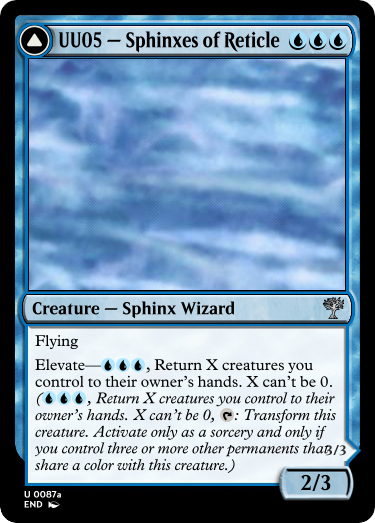 UU05 — Sphinxes of Reticle
Creature — Sphinx Wizard
Flying
Elevate—, Return X creatures you
control to their owner's hands. X can't be 0.
(, Return X creatures you control to their
owner's hands. X can't be 0, : Transform this
creature. Activate only as a sorcery and only if
you control three or more other permanents that
3/3
share a color with this creature.)
2/3
U 0087a
END